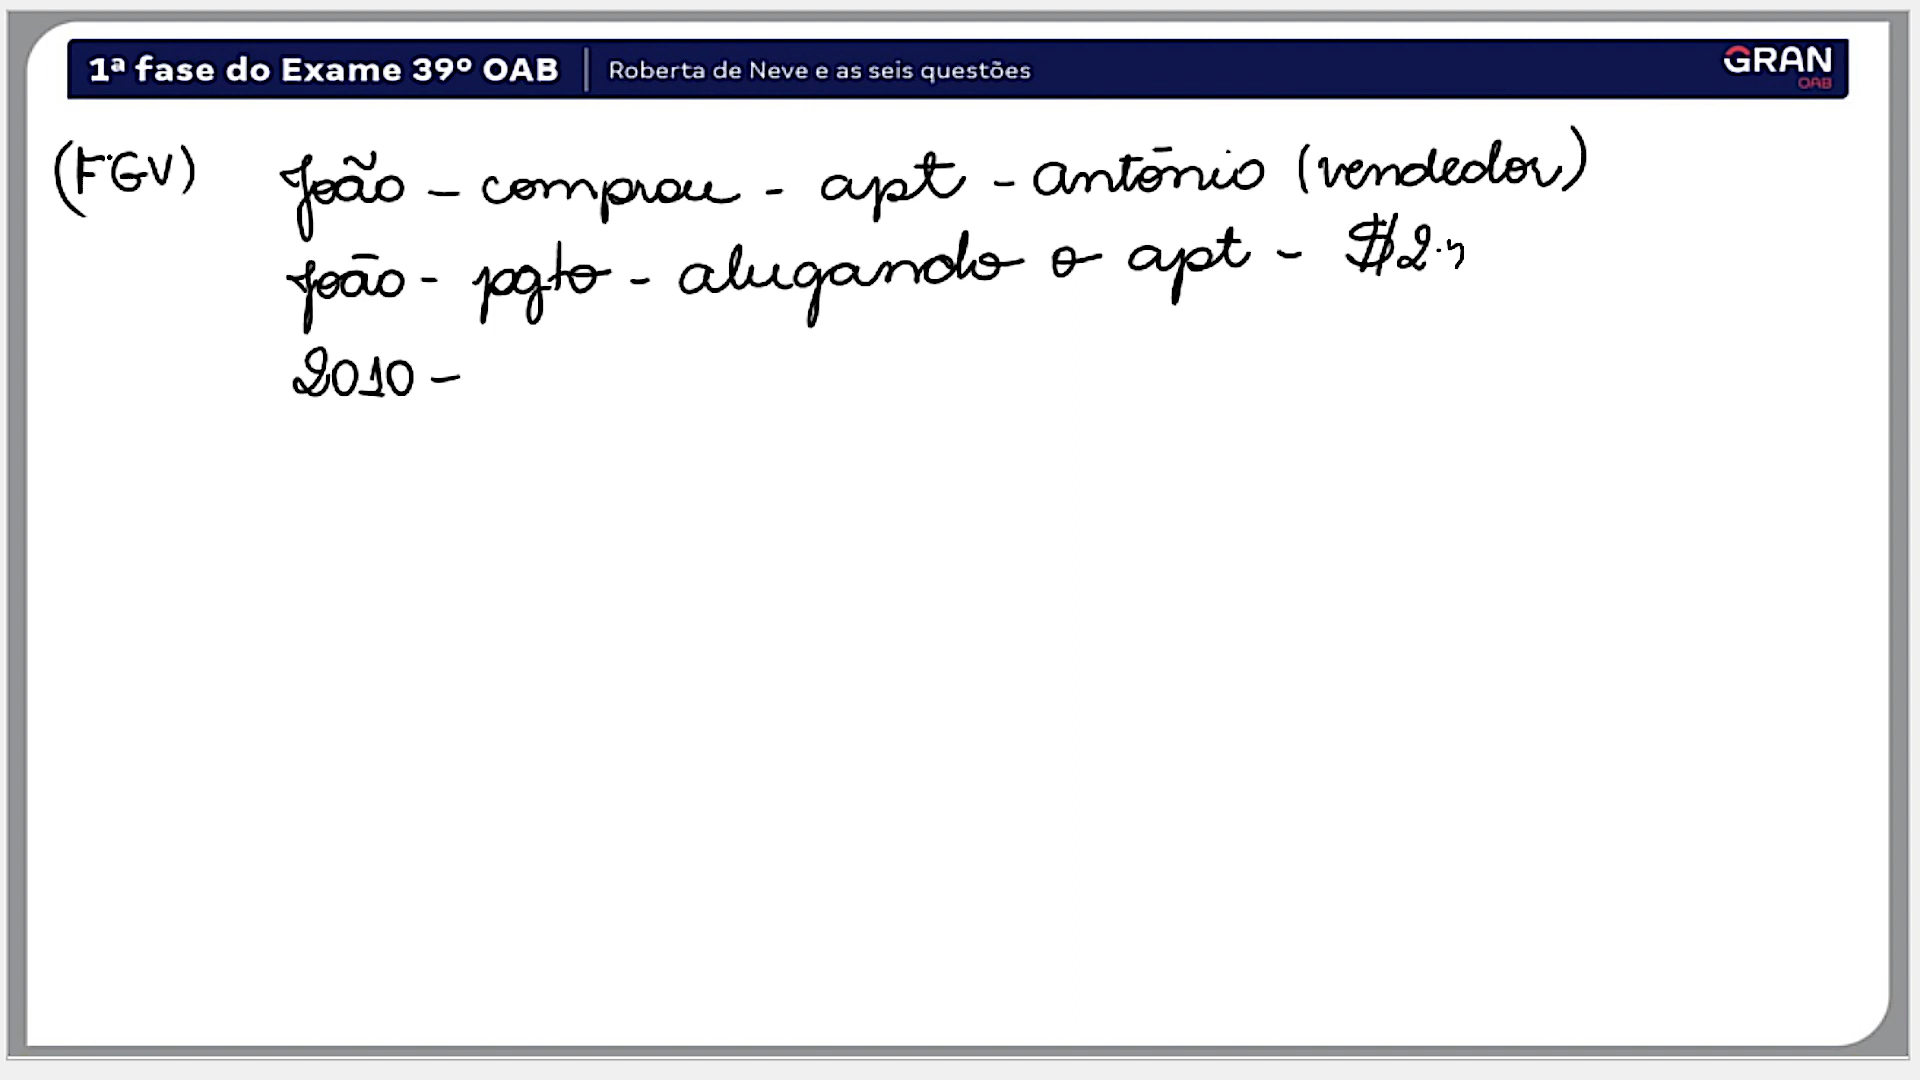 1ª fase do Exame 39º OAB | Roberta de Neve e as seis questões
GRAN
OAB
(FGV) João - comprou - apt - Antônio (vendedor)
João - pgto - alugando o apt - $2.
2010 -